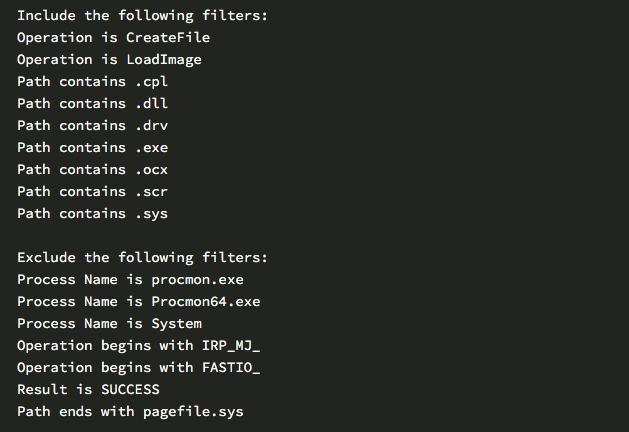 Include the following filters:
Operation is CreateFile
Operation is LoadImage
Path contains .cpl
Path contains .dll
Path contains .drv
Path contains .exe
Path contains .ocx
Path contains .scr
Path contains .sys
Exclude the following filters:
Process Name is procmon.exe
Process Name is Procmon64.exe
Process Name is System
Operation begins with IRP_MJ_
Operation begins with FASTIO_
Result is SUCCESS
Path ends with pagefile.sys